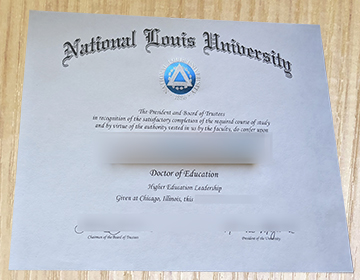 National Louis University
The President and Board of Trustees
in recognition of the satisfactory completion of the required course of study
and by virtue of the authority vested in us by the faculty, do confer upon
Doctor of Education
Higher Education Leadership
Given at Chicago, Illinois, this
Chairman of the Board of Trustees
President of the University